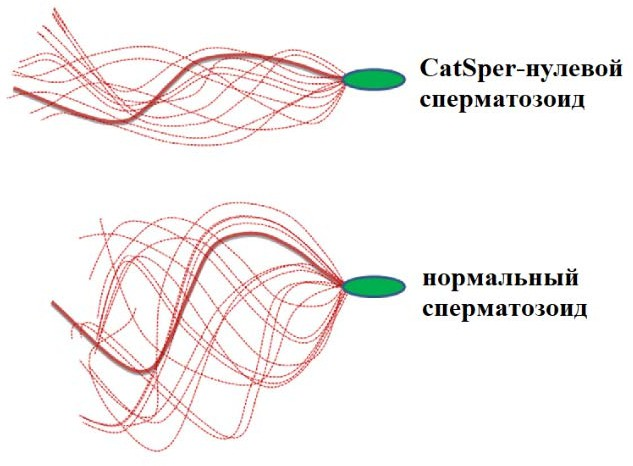 CatSper-нулевой
сперматозоид
нормальный
сперматозоид